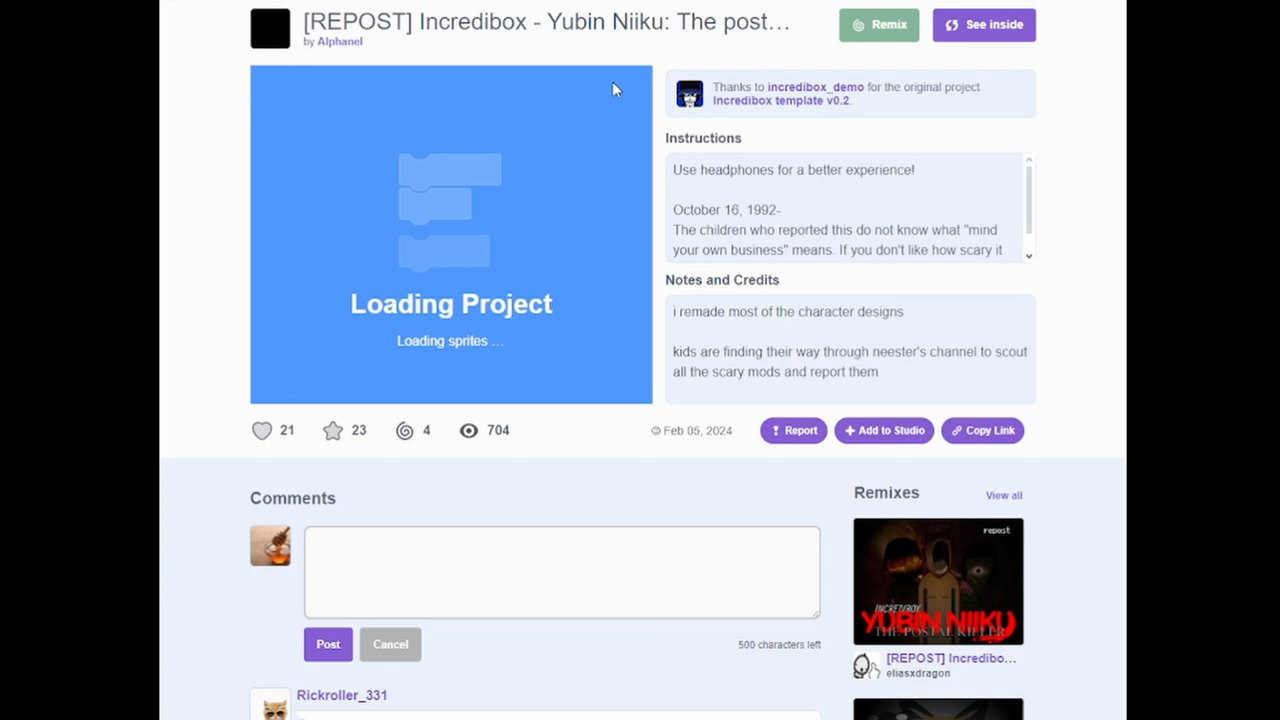 [REPOST] Incredibox - Yubin Niiku: The post…
by Alphanel
Remix
See inside
Thanks to incredibox_demo for the original project
Incredibox template v0.2.
Instructions
Use headphones for a better experience!
October 16, 1992-
The children who reported this do not know what "mind
your own business" means. If you don't like how scary it
Loading Project
Loading sprites …
Notes and Credits
i remade most of the character designs
kids are finding their way through neester's channel to scout
all the scary mods and report them
21
23
4
704
© Feb 05, 2024
Report
Add to Studio
Copy Link
Comments
Post
Cancel
500 characters left
Rickroller_331
Remixes
View all
repost
INCREDIBOX
YUBIN NIIKU
THE POSTAL KILLER
[REPOST] Incredibo…
eliasxdragon